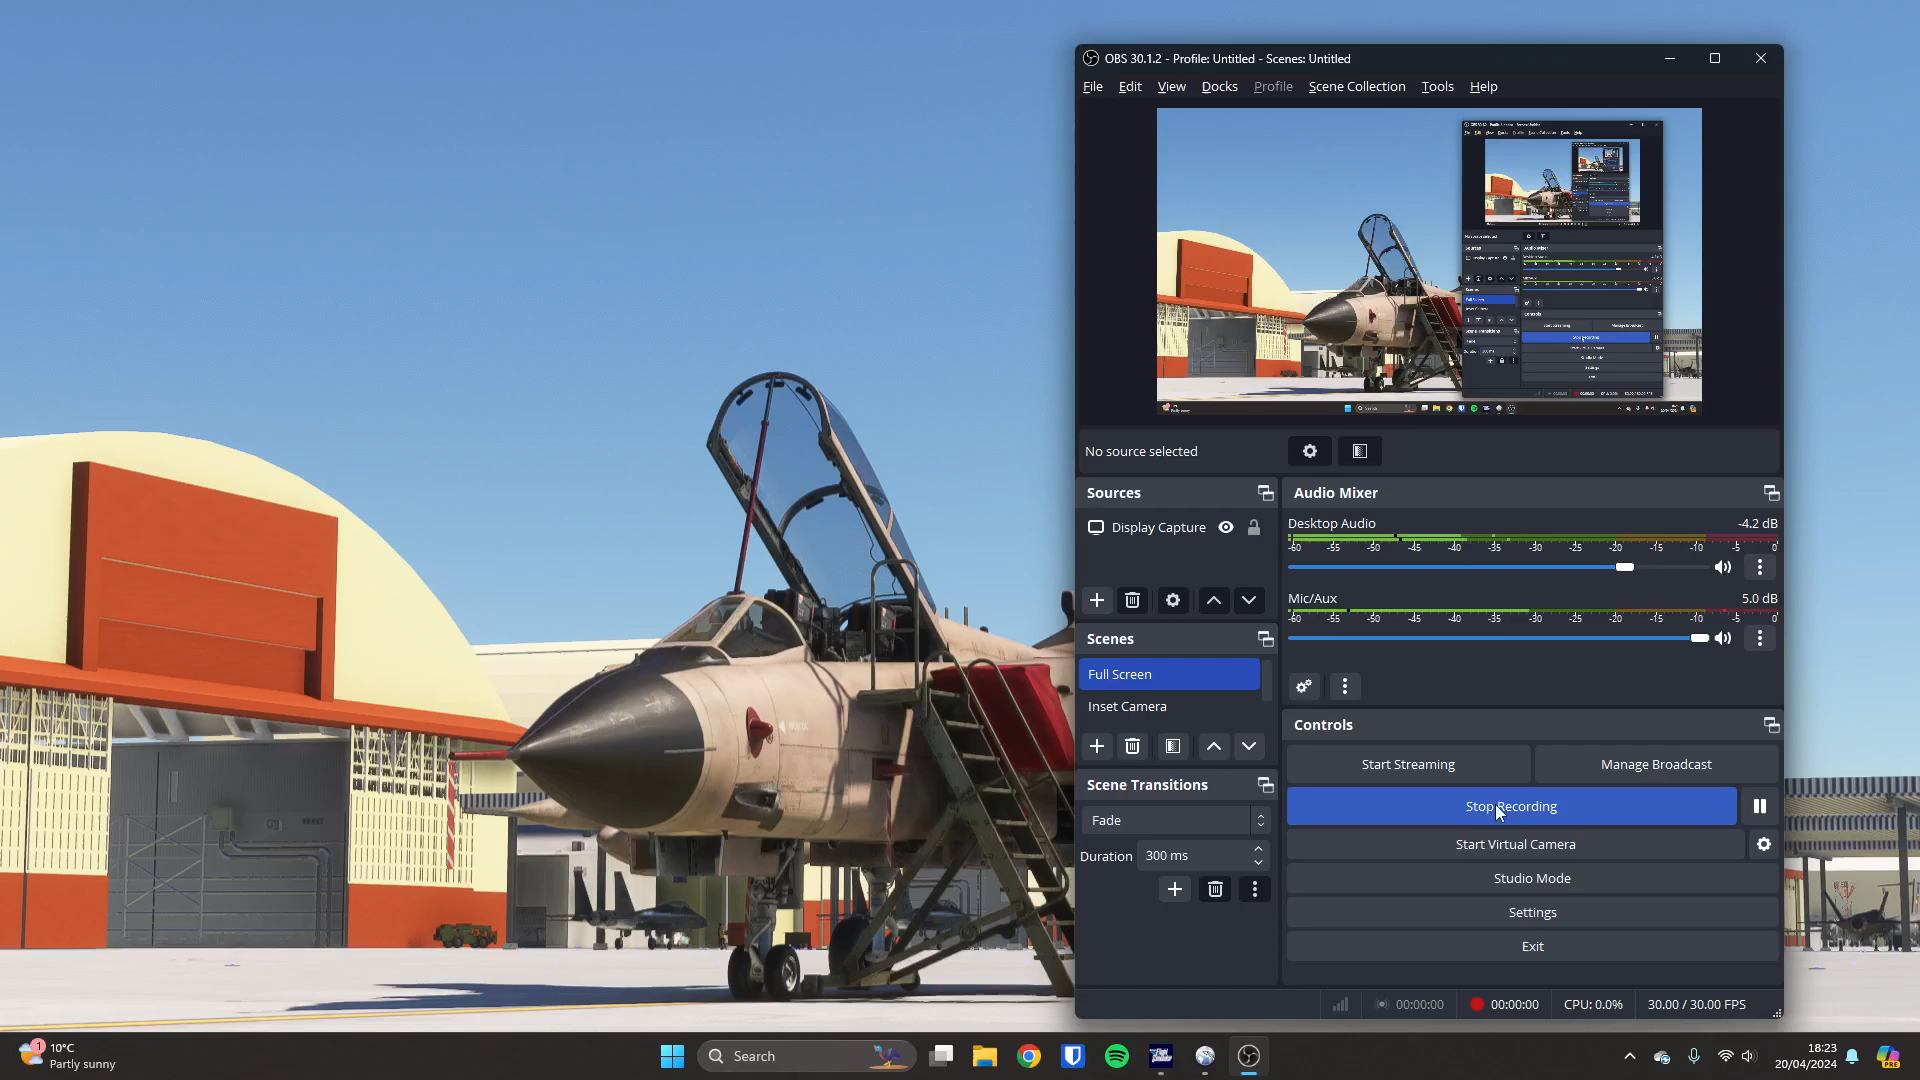 OBS 30.1.2 - Profile: Untitled - Scenes: Untitled
File Edit View Docks Profile Scene Collection Tools Help
No source selected
Sources
Display Capture
Audio Mixer
Desktop Audio -4.2 dB
-60 -55 -50 -45 -40 -35 -30 -25 -20 -15 -10 -5 0
Mic/Aux 5.0 dB
-60 -55 -50 -45 -40 -35 -30 -25 -20 -15 -10 -5 0
Scenes
Full Screen
Inset Camera
Scene Transitions
Fade
Duration 300 ms
Controls
Start Streaming Manage Broadcast
Stop Recording
Start Virtual Camera
Studio Mode
Settings
Exit
00:00:00 00:00:00 CPU: 0.0% 30.00 / 30.00 FPS
1
10°C
Partly sunny
Search
18:23
20/04/2024
PRE